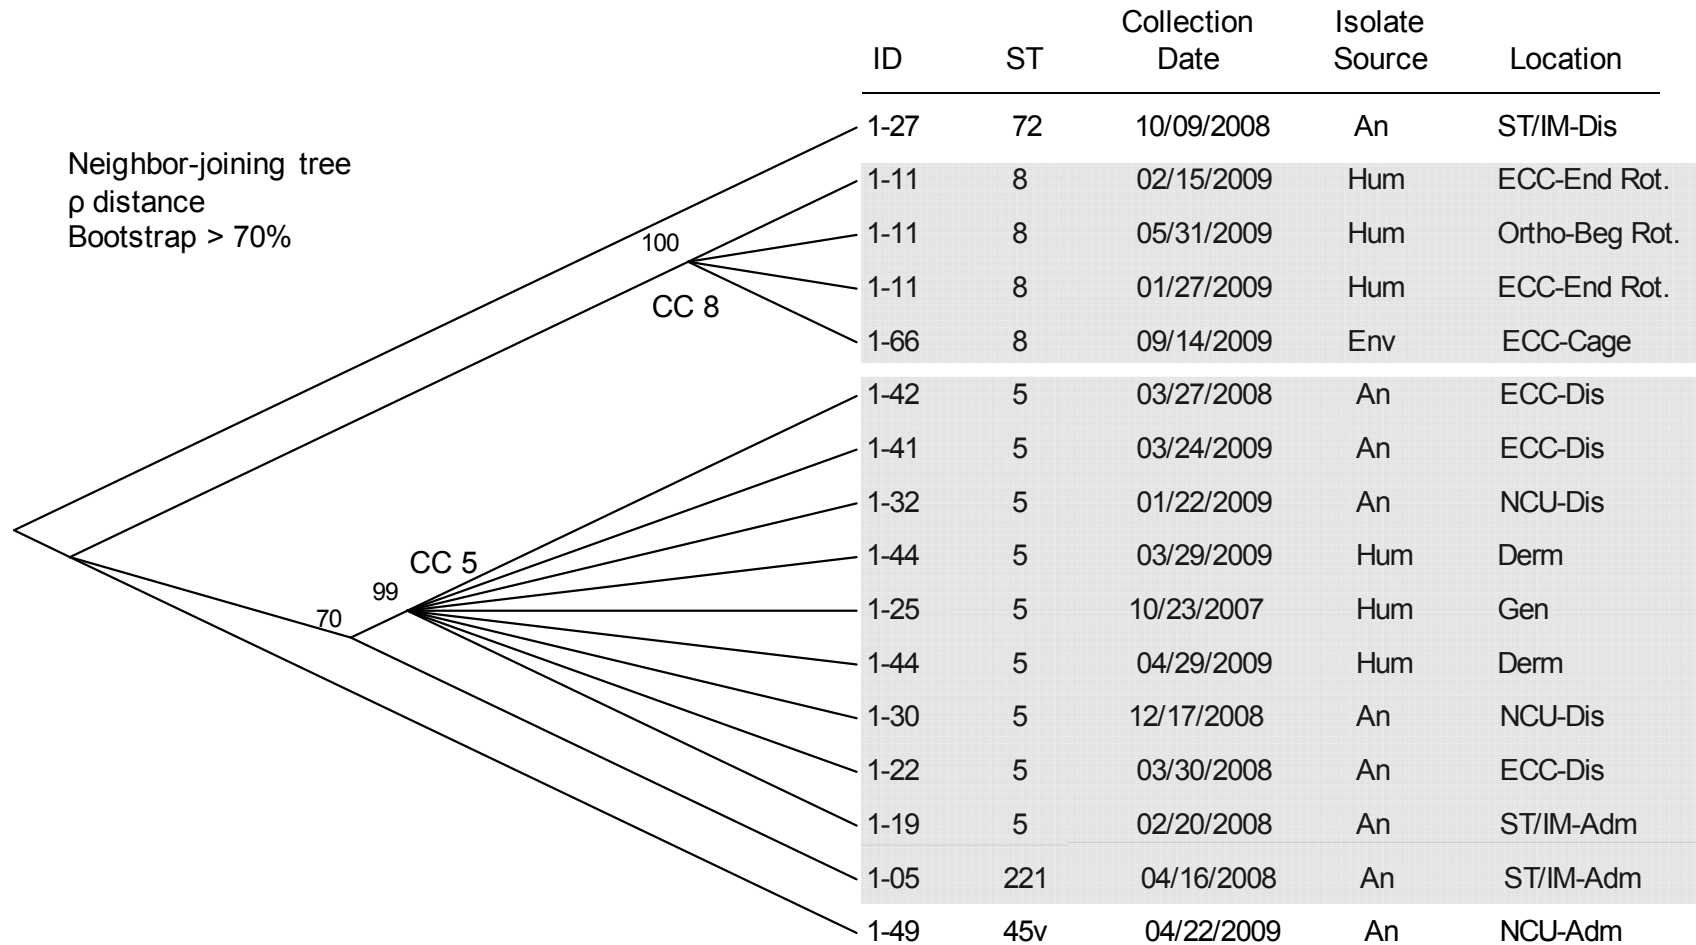 Collection Isolate
ID ST Date Source Location
1-27 72 10/09/2008 An ST/IM-Dis
Neighbor-joining tree
ρ distance
Bootstrap > 70%
1-11 8 02/15/2009 Hum ECC-End Rot.
100
1-11 8 05/31/2009 Hum Ortho-Beg Rot.
1-11 8 01/27/2009 Hum ECC-End Rot.
CC 8
1-66 8 09/14/2009 Env ECC-Cage
1-42 5 03/27/2008 An ECC-Dis
1-41 5 03/24/2009 An ECC-Dis
1-32 5 01/22/2009 An NCU-Dis
1-44 5 03/29/2009 Hum Derm
CC 5
99
1-25 5 10/23/2007 Hum Gen
70
1-44 5 04/29/2009 Hum Derm
1-30 5 12/17/2008 An NCU-Dis
1-22 5 03/30/2008 An ECC-Dis
1-19 5 02/20/2008 An ST/IM-Adm
1-05 221 04/16/2008 An ST/IM-Adm
1-49 45v 04/22/2009 An NCU-Adm